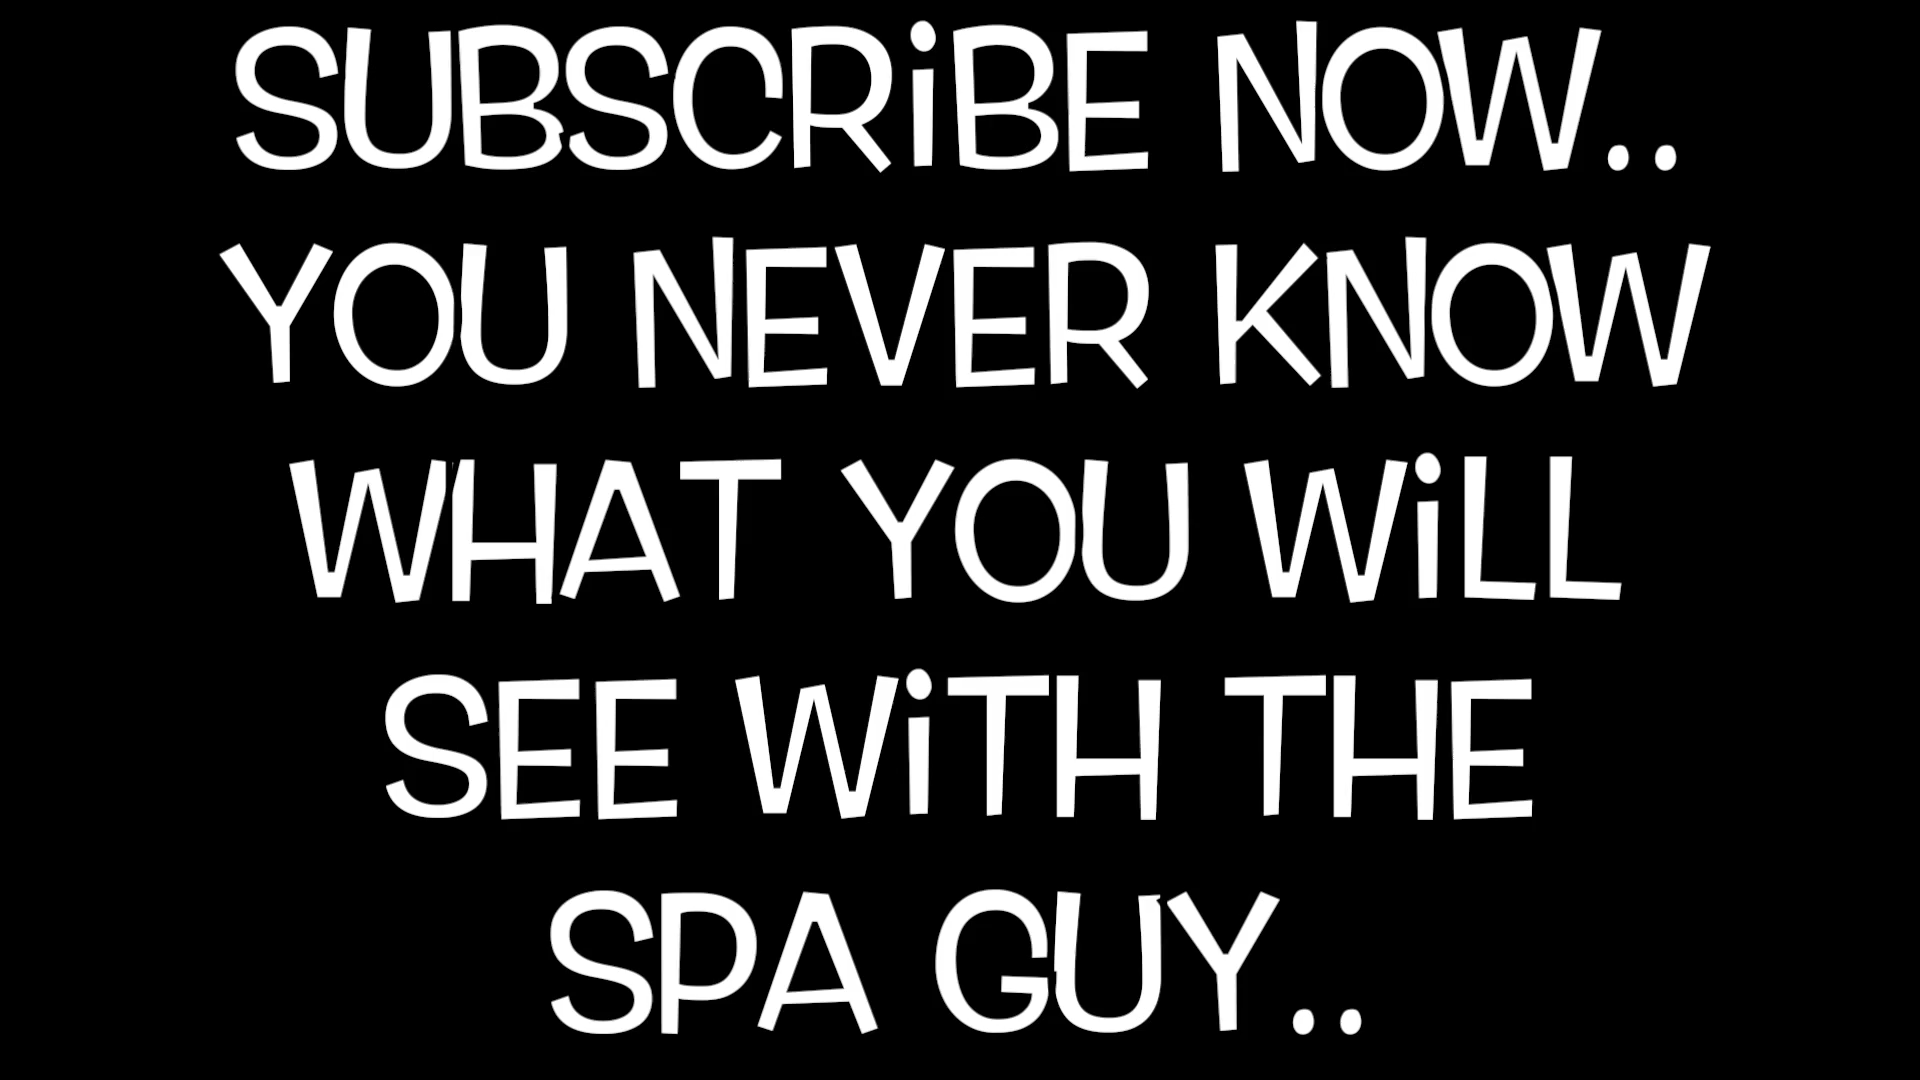 SUBSCRiBE NOW..
YOU NEVER KNOW
WHAT YOU WiLL
SEE WiTH THE
SPA GUY..